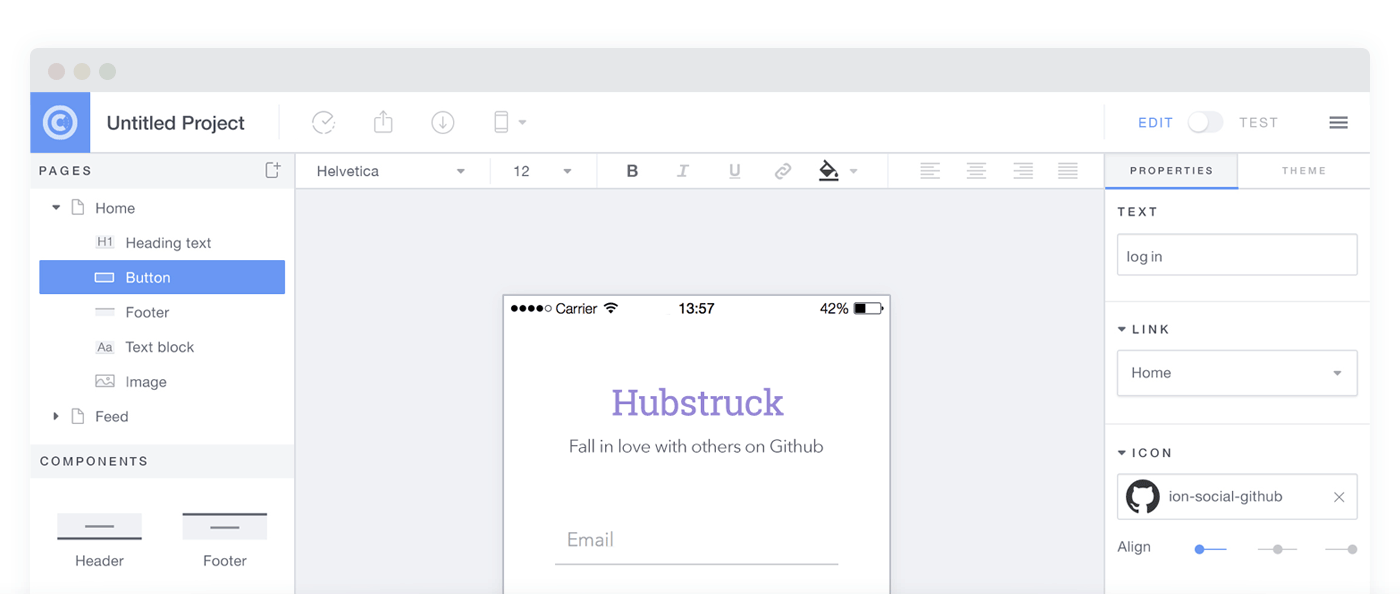 Untitled Project
EDIT
TEST
PAGES
Helvetica
12
B
I
U
PROPERTIES
THEME
Home
H1 Heading text
Button
Footer
Aa Text block
Image
Feed
COMPONENTS
Header
Footer
Carrier
13:57
42%
Hubstruck
Fall in love with others on Github
Email
TEXT
log in
LINK
Home
ICON
ion-social-github
Align